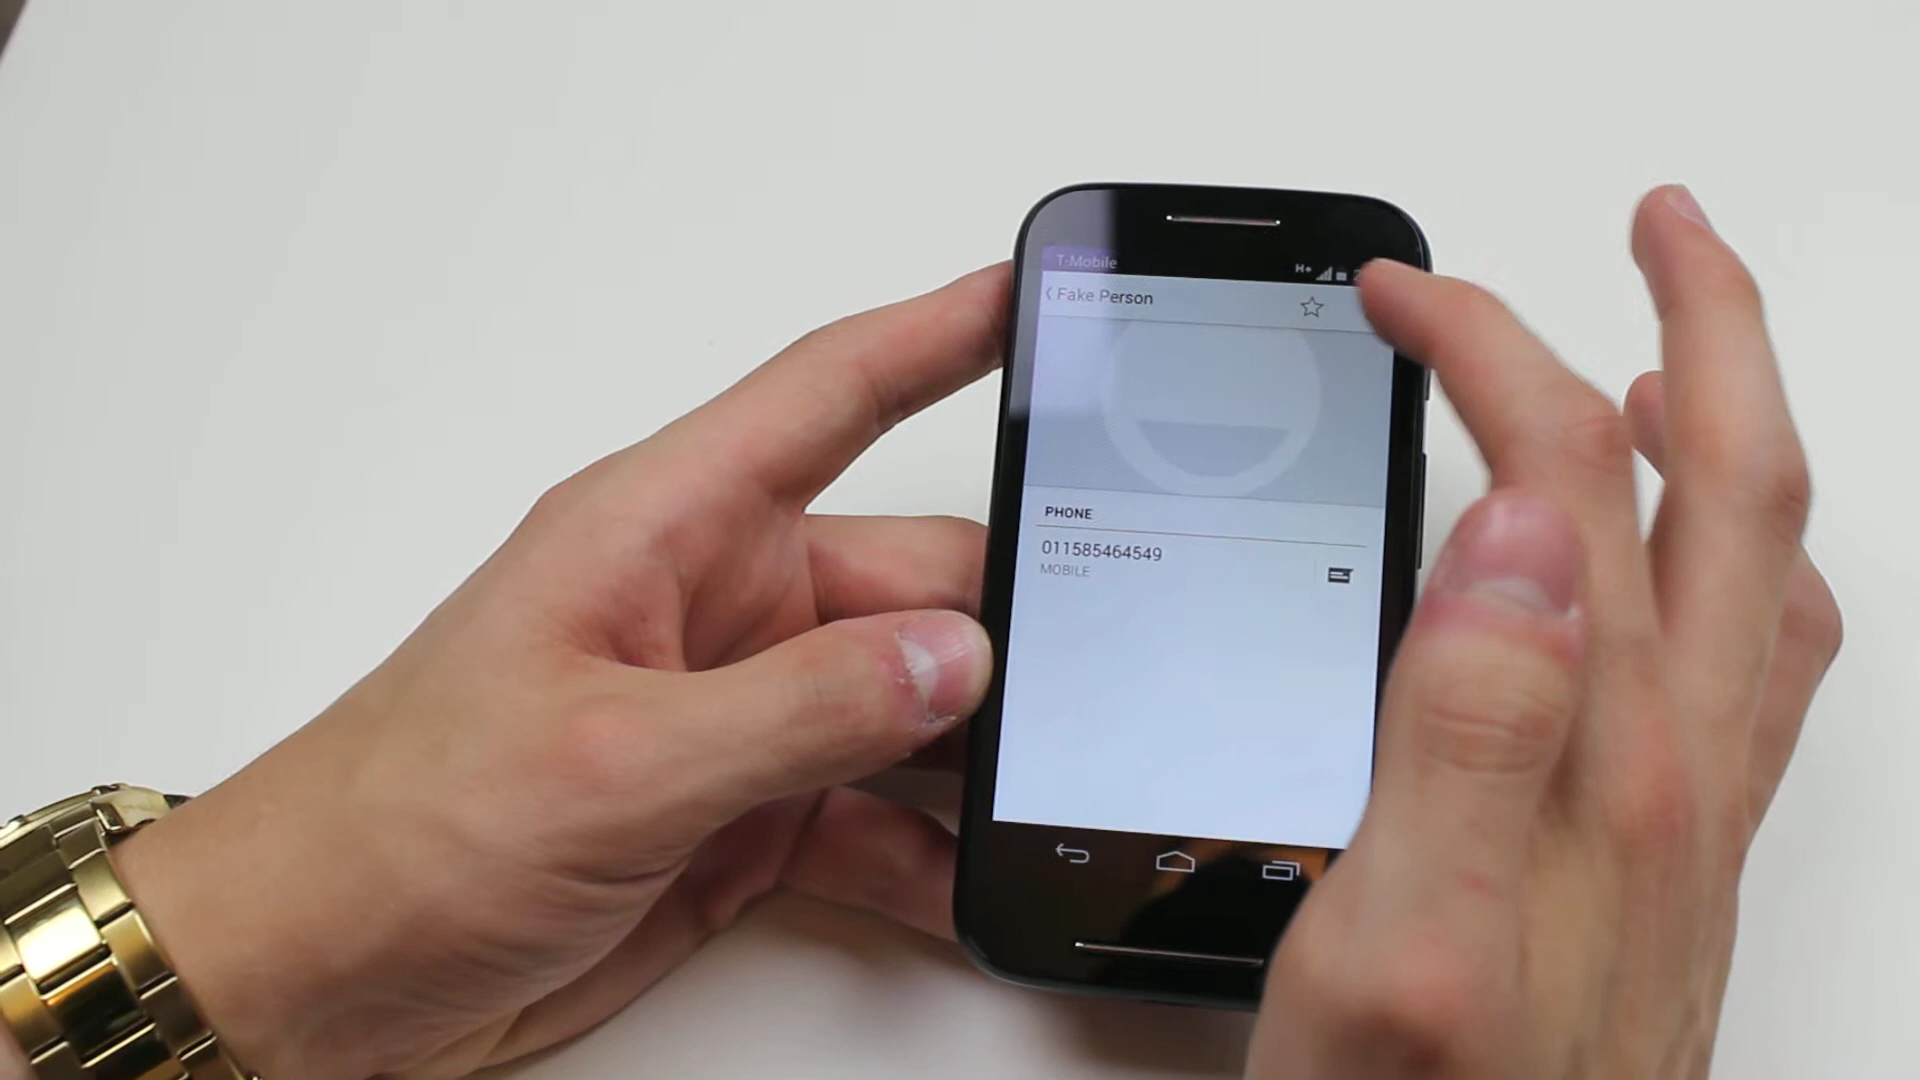 T-Mobile
H+
Fake Person
PHONE
011585464549
MOBILE